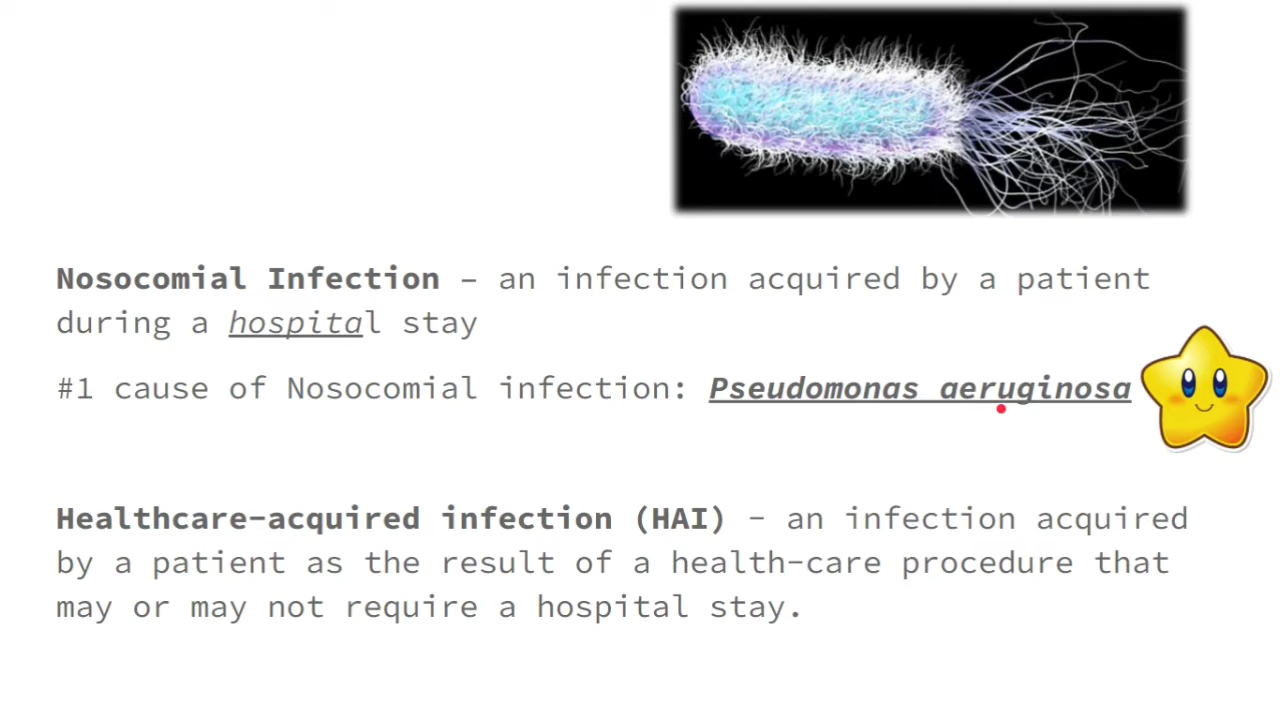 Nosocomial Infection – an infection acquired by a patient
during a hospital stay
#1 cause of Nosocomial infection: Pseudomonas aeruginosa
Healthcare-acquired infection (HAI) - an infection acquired
by a patient as the result of a health-care procedure that
may or may not require a hospital stay.